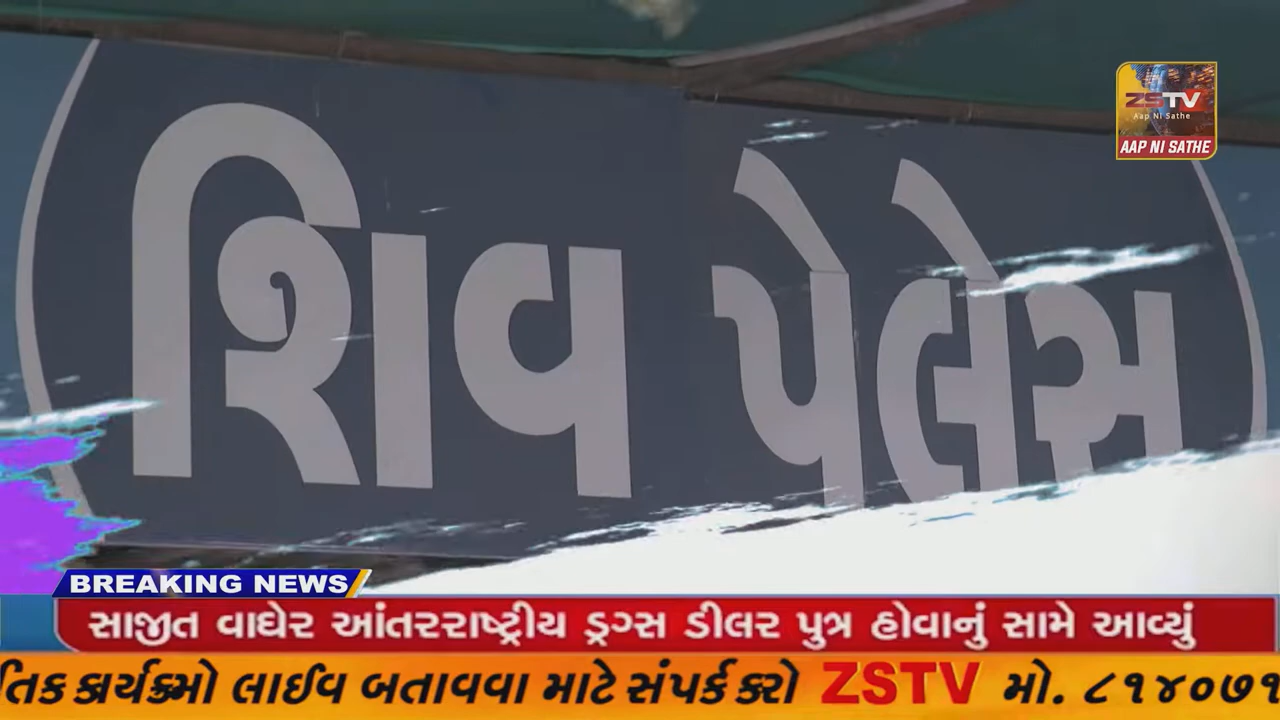 શિવ પેલેસ
ZSTV
Aap Ni Sathe
AAP NI SATHE
BREAKING NEWS
સાજીત વાઘેર આંતરરાષ્ટ્રીય ડ્રગ્સ ડીલર પુત્ર હોવાનું સામે આવ્યું
તિક કાર્યક્રમો લાઈવ બતાવવા માટે સંપર્ક કરો ZSTV મો. ૮૧૪૦૭૧